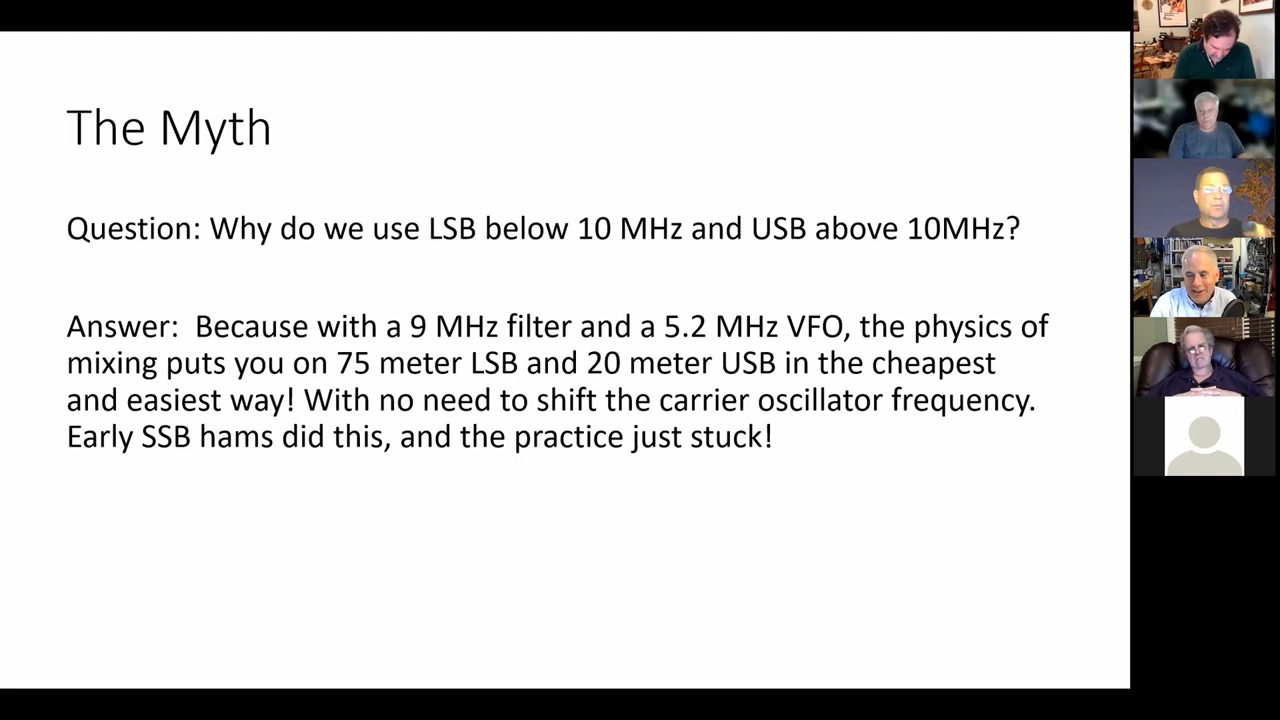 The Myth
Question: Why do we use LSB below 10 MHz and USB above 10MHz?
Answer:  Because with a 9 MHz filter and a 5.2 MHz VFO, the physics of
mixing puts you on 75 meter LSB and 20 meter USB in the cheapest
and easiest way! With no need to shift the carrier oscillator frequency.
Early SSB hams did this, and the practice just stuck!